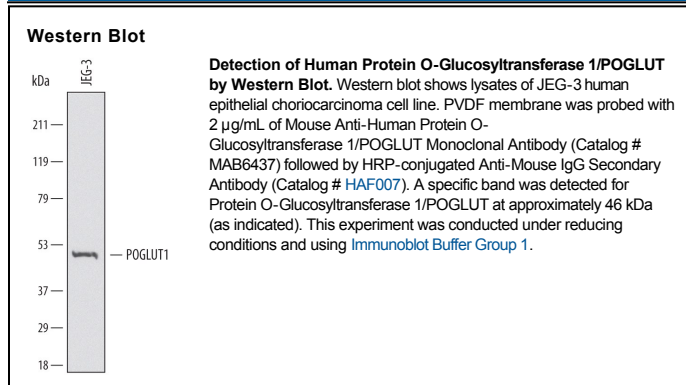 Western Blot
kDa
JEG-3
211
119
79
53
POGLUT1
37
29
18
Detection of Human Protein O-Glucosyltransferase 1/POGLUT
by Western Blot. Western blot shows lysates of JEG-3 human
epithelial choriocarcinoma cell line. PVDF membrane was probed with
2 µg/mL of Mouse Anti-Human Protein O-
Glucosyltransferase 1/POGLUT Monoclonal Antibody (Catalog #
MAB6437) followed by HRP-conjugated Anti-Mouse IgG Secondary
Antibody (Catalog # HAF007). A specific band was detected for
Protein O-Glucosyltransferase 1/POGLUT at approximately 46 kDa
(as indicated). This experiment was conducted under reducing
conditions and using Immunoblot Buffer Group 1.